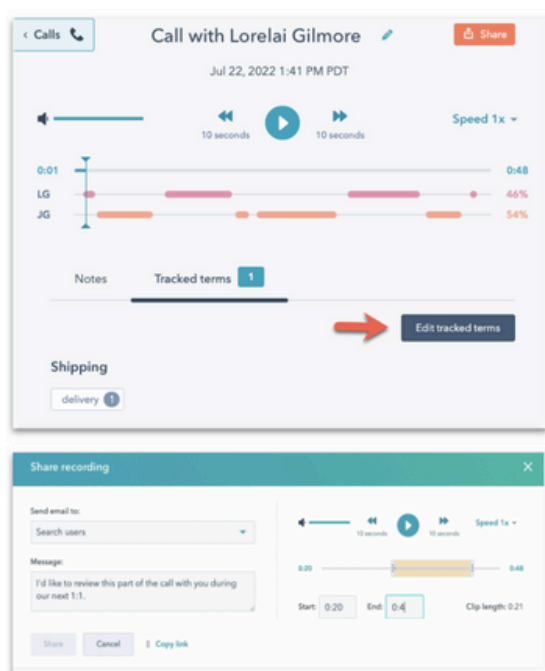 ‹ Calls
Call with Lorelai Gilmore
Share
Jul 22, 2022 1:41 PM PDT
10 seconds
10 seconds
Speed 1x
0:01
0:48
LG
46%
JG
54%
Notes
Tracked terms 1
Edit tracked terms
Shipping
delivery 1
Share recording
Send email to:
Search users
Message:
I'd like to review this part of the call with you during
our next 1:1.
Share
Cancel
Copy link
10 seconds
10 seconds
Speed 1x
0:20
0:48
Start: 0:20 End: 0:4 Clip length: 0:21